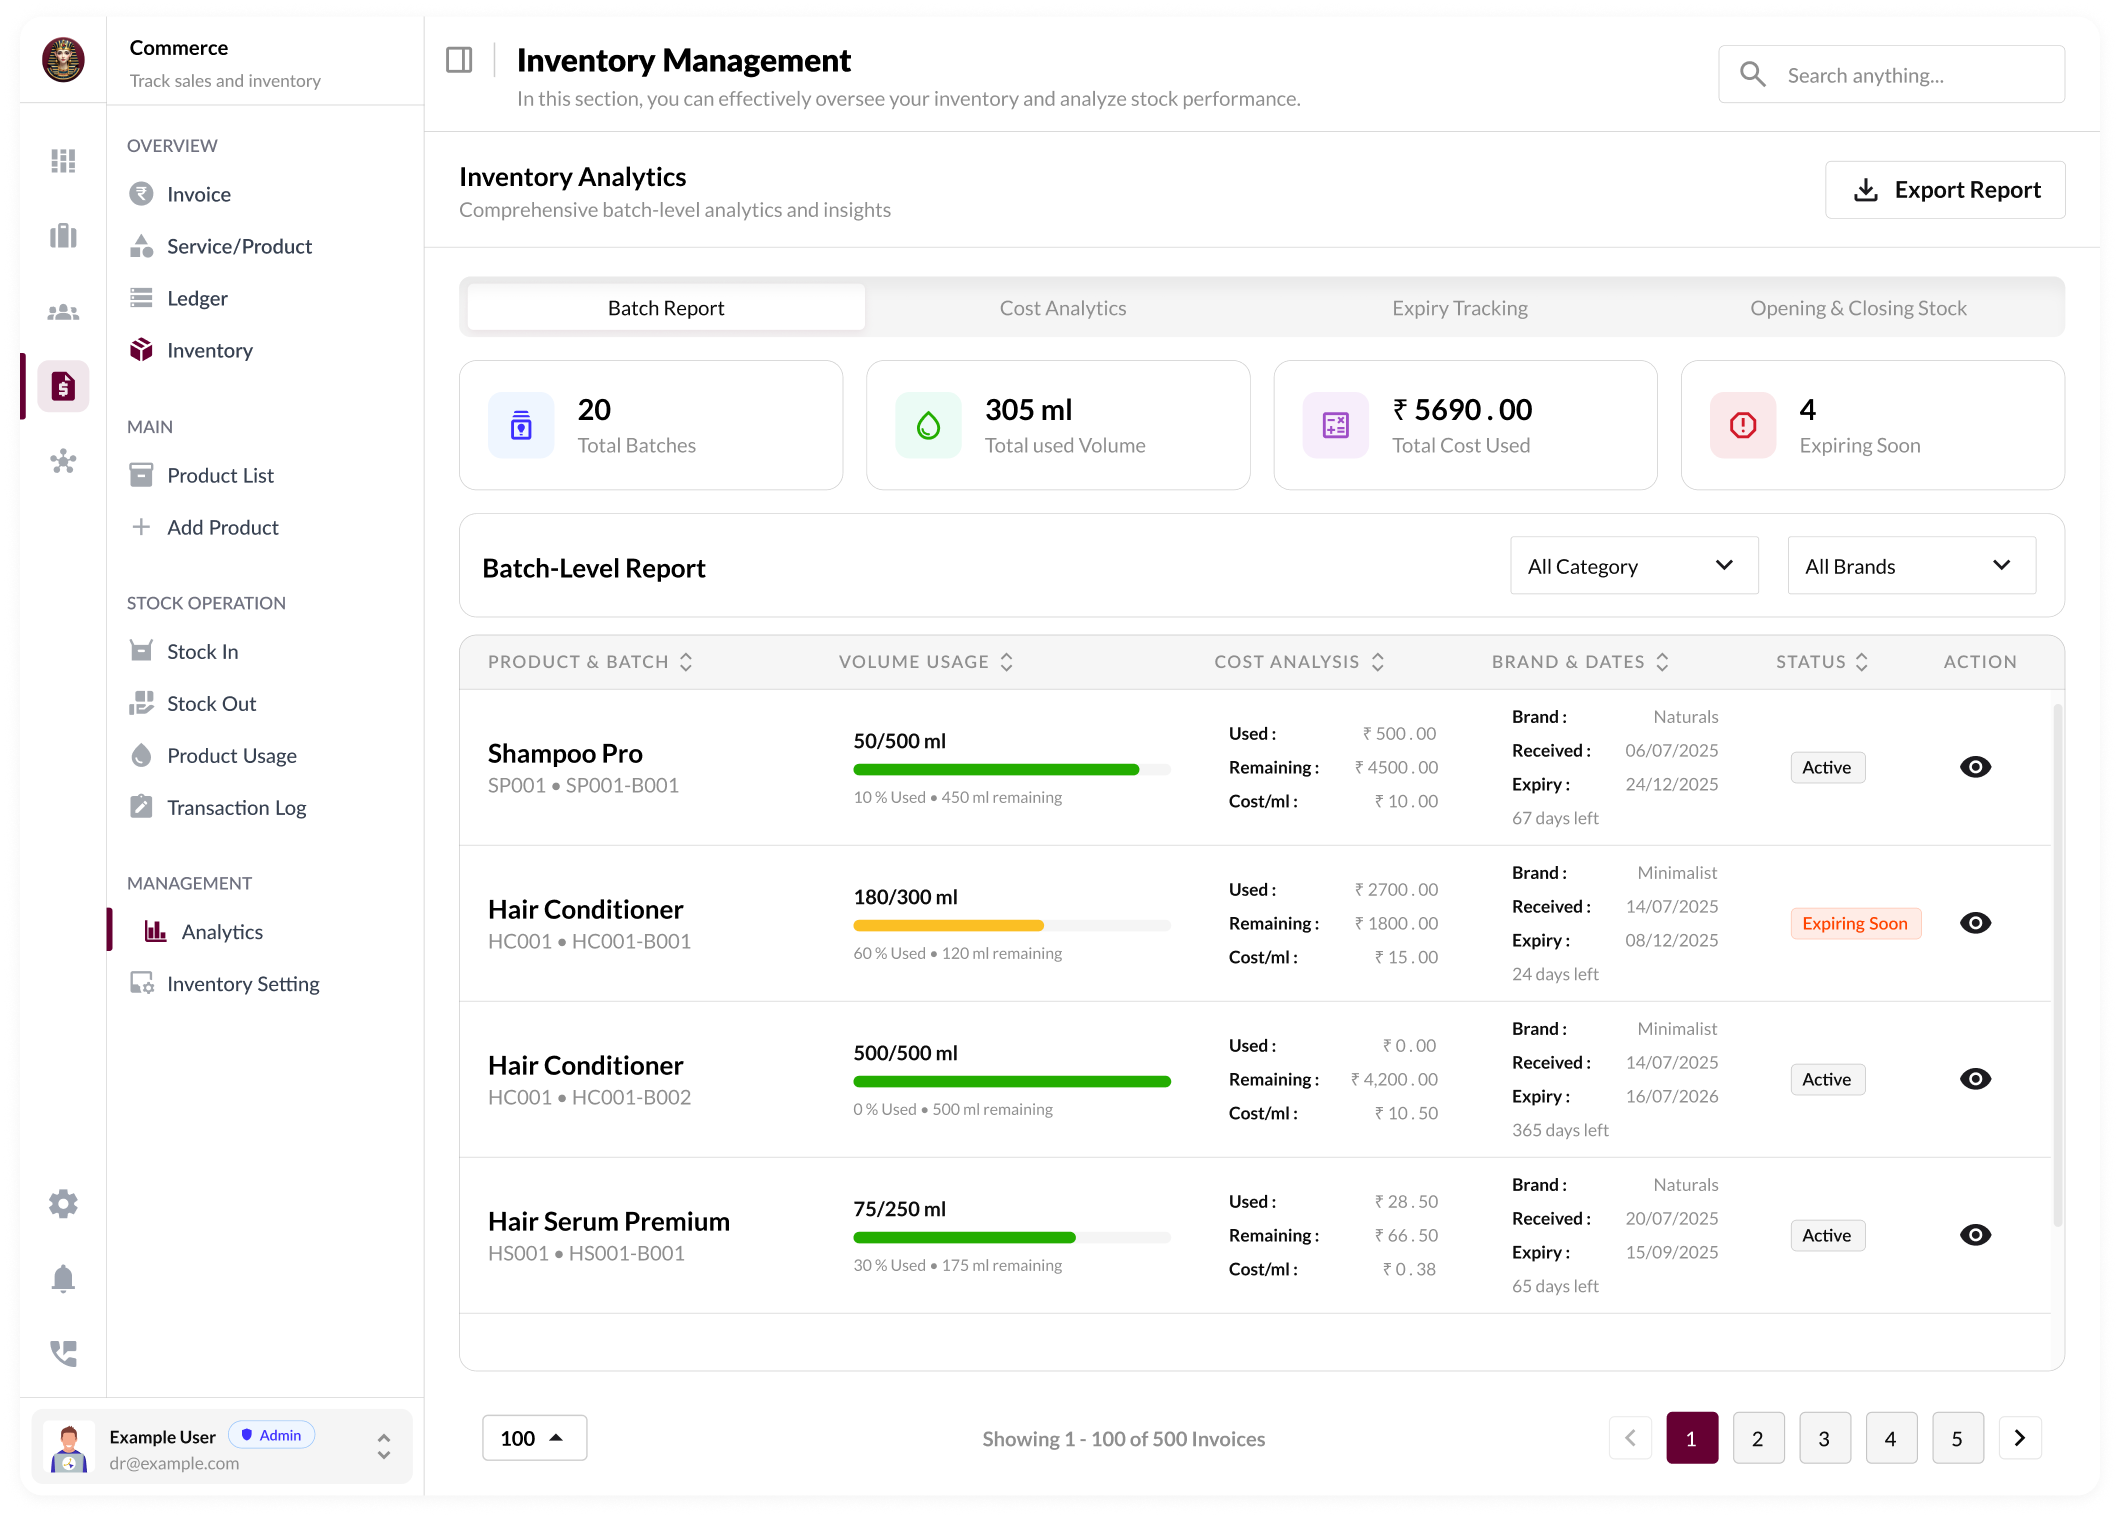 Commerce
Track sales and inventory
OVERVIEW
Invoice
Service/Product
Ledger
Inventory
MAIN
Product List
Add Product
STOCK OPERATION
Stock In
Stock Out
Product Usage
Transaction Log
MANAGEMENT
Analytics
Inventory Setting
Example User
Admin
dr@example.com
Inventory Management
In this section, you can effectively oversee your inventory and analyze stock performance.
Search anything...
Inventory Analytics
Comprehensive batch-level analytics and insights
Export Report
Batch Report
Cost Analytics
Expiry Tracking
Opening & Closing Stock
20
Total Batches
305 ml
Total used Volume
₹ 5690.00
Total Cost Used
4
Expiring Soon
Batch-Level Report
All Category
All Brands
PRODUCT & BATCH
VOLUME USAGE
COST ANALYSIS
BRAND & DATES
STATUS
ACTION
Shampoo Pro
SP001 • SP001-B001
50/500 ml
10 % Used • 450 ml remaining
Used : ₹ 500.00
Remaining : ₹ 4500.00
Cost/ml : ₹ 10.00
Brand : Naturals
Received : 06/07/2025
Expiry : 24/12/2025
67 days left
Active
Hair Conditioner
HC001 • HC001-B001
180/300 ml
60 % Used • 120 ml remaining
Used : ₹ 2700.00
Remaining : ₹ 1800.00
Cost/ml : ₹ 15.00
Brand : Minimalist
Received : 14/07/2025
Expiry : 08/12/2025
24 days left
Expiring Soon
Hair Conditioner
HC001 • HC001-B002
500/500 ml
0 % Used • 500 ml remaining
Used : ₹ 0.00
Remaining : ₹ 4,200.00
Cost/ml : ₹ 10.50
Brand : Minimalist
Received : 14/07/2025
Expiry : 16/07/2026
365 days left
Active
Hair Serum Premium
HS001 • HS001-B001
75/250 ml
30 % Used • 175 ml remaining
Used : ₹ 28.50
Remaining : ₹ 66.50
Cost/ml : ₹ 0.38
Brand : Naturals
Received : 20/07/2025
Expiry : 15/09/2025
65 days left
Active
100
Showing 1 - 100 of 500 Invoices
1
2
3
4
5